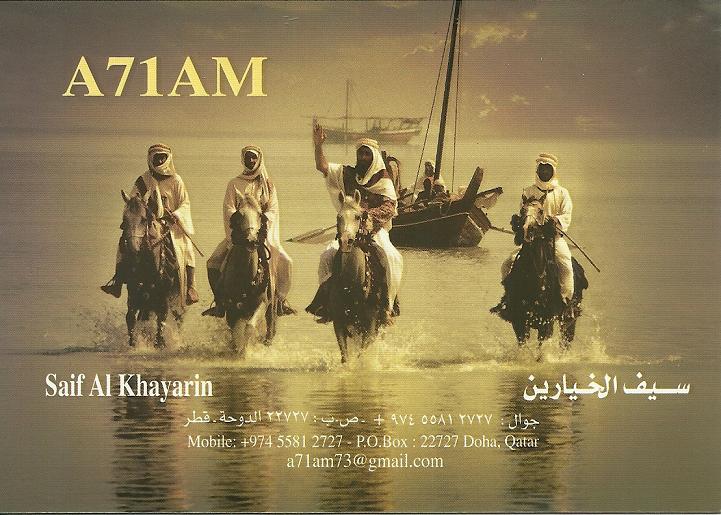 A71AM
Saif Al Khayarin
سيف الخيارين
جوال: ٢٧٢٧ ٥٥٨١ ٩٧٤ + ـ ص.ب: ٢٢٧٢٧ الدوحة ـ قطر
Mobile: +974 5581 2727 - P.O.Box : 22727 Doha, Qatar
a71am73@gmail.com